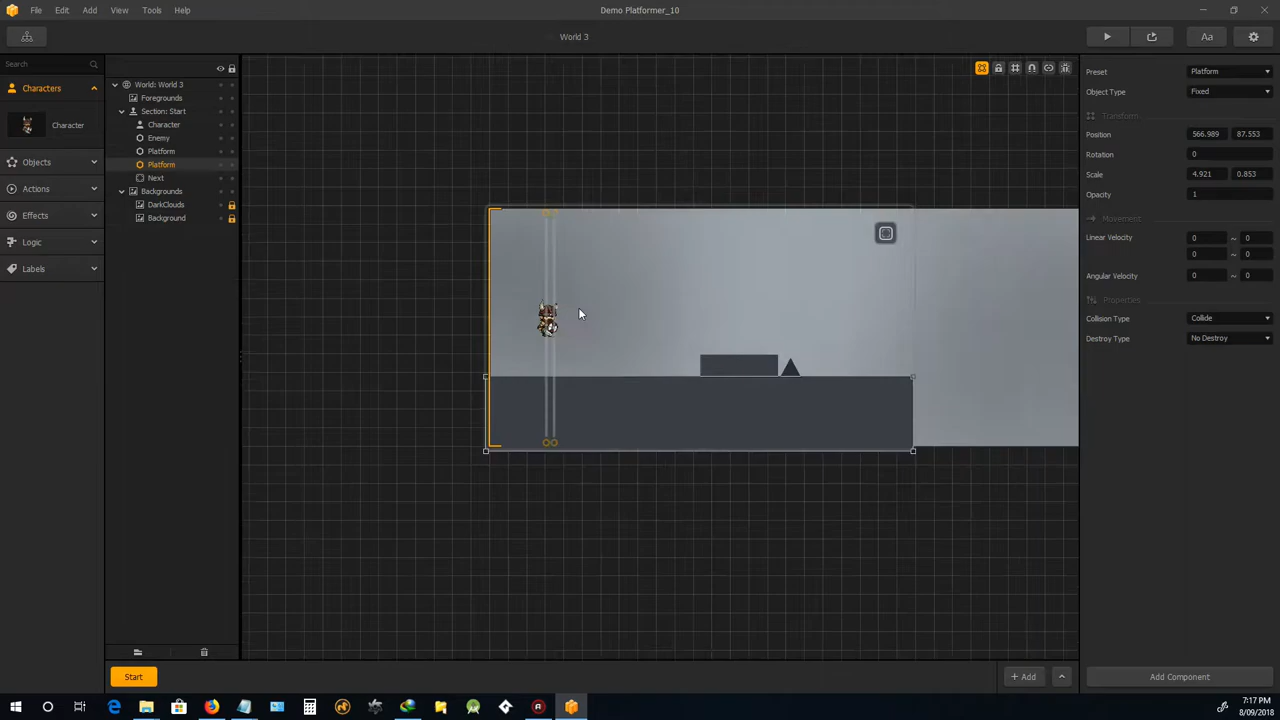 File Edit Add View Tools Help
Demo Platformer_10
World 3
Aa
Search
Characters
Character
Objects
Actions
Effects
Logic
Labels
World: World 3
Foregrounds
Section: Start
Character
Enemy
Platform
Platform
Next
Backgrounds
DarkClouds
Background
Preset Platform
Object Type Fixed
Transform
Position 566.989 87.553
Rotation 0
Scale 4.921 0.853
Opacity 1
Movement
Linear Velocity 0 ~ 0
0 ~ 0
Angular Velocity 0 ~ 0
Properties
Collision Type Collide
Destroy Type No Destroy
Start
+ Add
Add Component
7:17 PM
8/09/2018